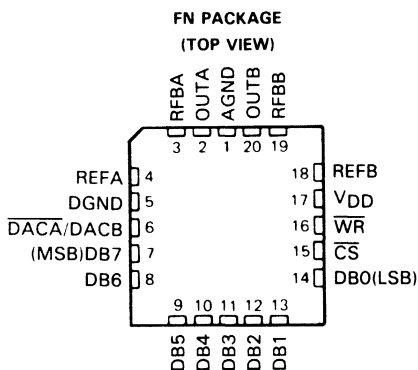 FN PACKAGE
(TOP VIEW)
RFBA
OUTA
AGND
OUTB
RFBB
3 2 1 20 19
REFA 4
18 REFB
DGND 5
17 VDD
DACA/DACB 6
16 WR
(MSB)DB7 7
15 CS
DB6 8
14 DB0(LSB)
9 10 11 12 13
DB5
DB4
DB3
DB2
DB1